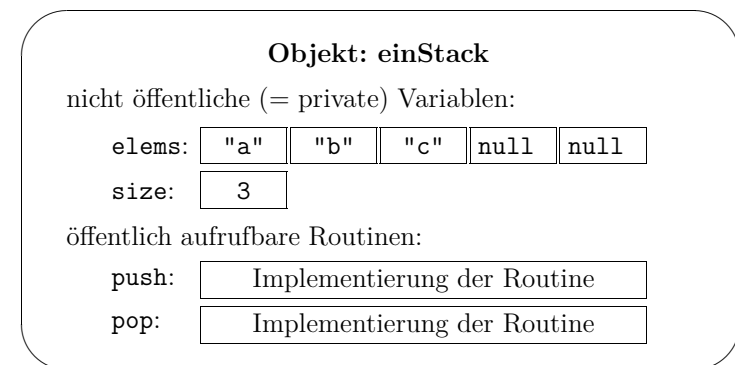 Objekt: einStack
nicht öffentliche (= private) Variablen:
elems: "a" "b" "c" null null
size: 3
öffentlich aufrufbare Routinen:
push: Implementierung der Routine
pop: Implementierung der Routine